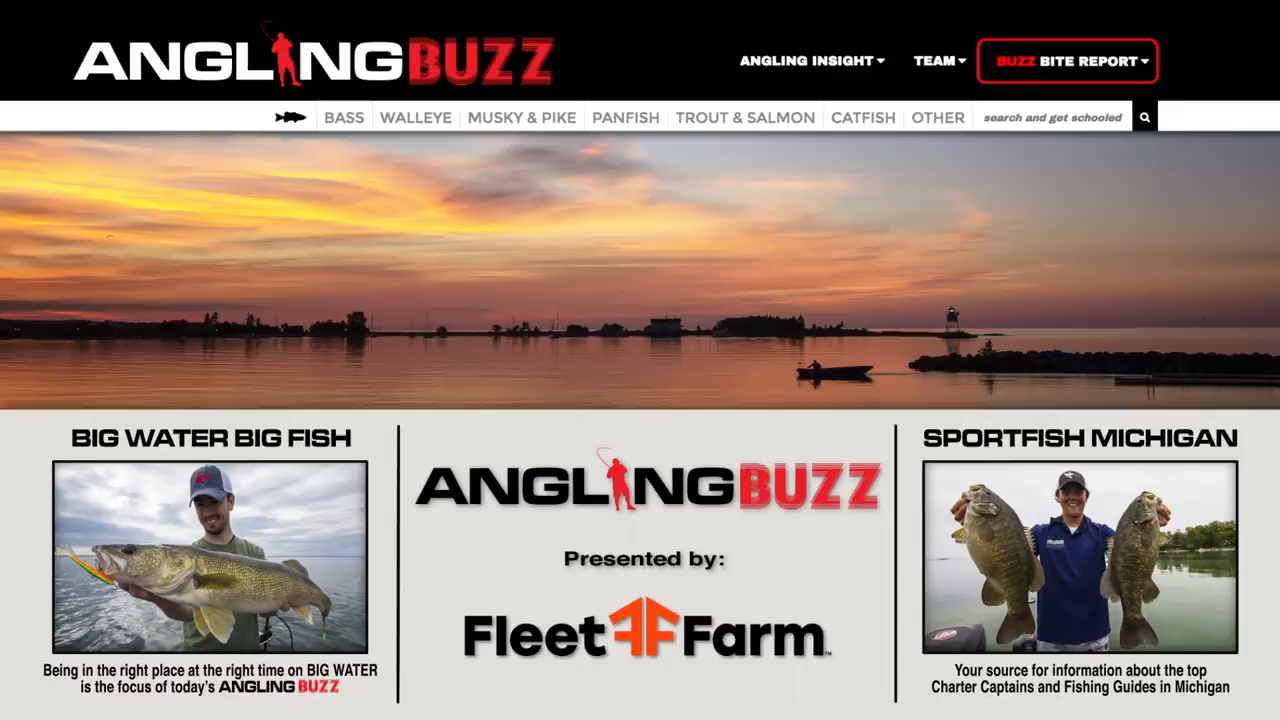 ANGLINGBUZZ
ANGLING INSIGHT
TEAM
BUZZ BITE REPORT
BASS
WALLEYE
MUSKY & PIKE
PANFISH
TROUT & SALMON
CATFISH
OTHER
search and get schooled
BIG WATER BIG FISH
Being in the right place at the right time on BIG WATER
is the focus of today's ANGLING BUZZ
ANGLINGBUZZ
Presented by:
Fleet Farm™
SPORTFISH MICHIGAN
Your source for information about the top
Charter Captains and Fishing Guides in Michigan